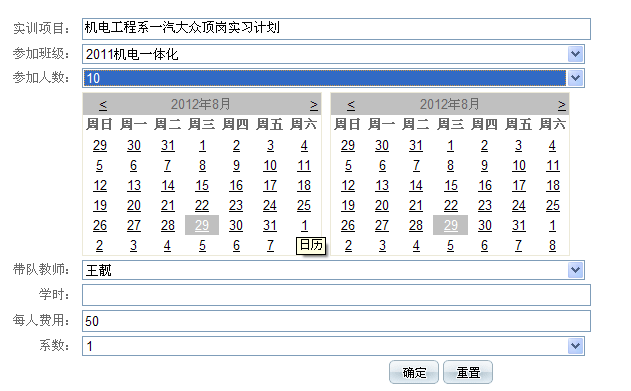 实训项目： 机电工程系一汽大众顶岗实习计划
参加班级： 2011机电一体化
参加人数： 10
< 2012年8月 > < 2012年8月 >
周日 周一 周二 周三 周四 周五 周六 周日 周一 周二 周三 周四 周五 周六
29 30 31 1 2 3 4 29 30 31 1 2 3 4
5 6 7 8 9 10 11 5 6 7 8 9 10 11
12 13 14 15 16 17 18 12 13 14 15 16 17 18
19 20 21 22 23 24 25 19 20 21 22 23 24 25
26 27 28 29 30 31 1 26 27 28 29 30 31 1
2 3 4 5 6 7 日历 2 3 4 5 6 7 8
带队教师： 王靓
学时：
每人费用： 50
系数： 1
确定 重置